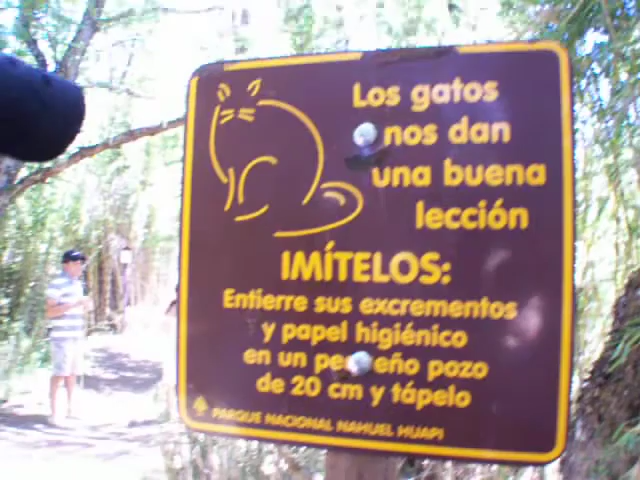 Los gatos
nos dan
una buena
lección
IMÍTELOS:
Entierre sus excrementos
y papel higiénico
en un pequeño pozo
de 20 cm y tápelo
PARQUE NACIONAL NAHUEL HUAPI